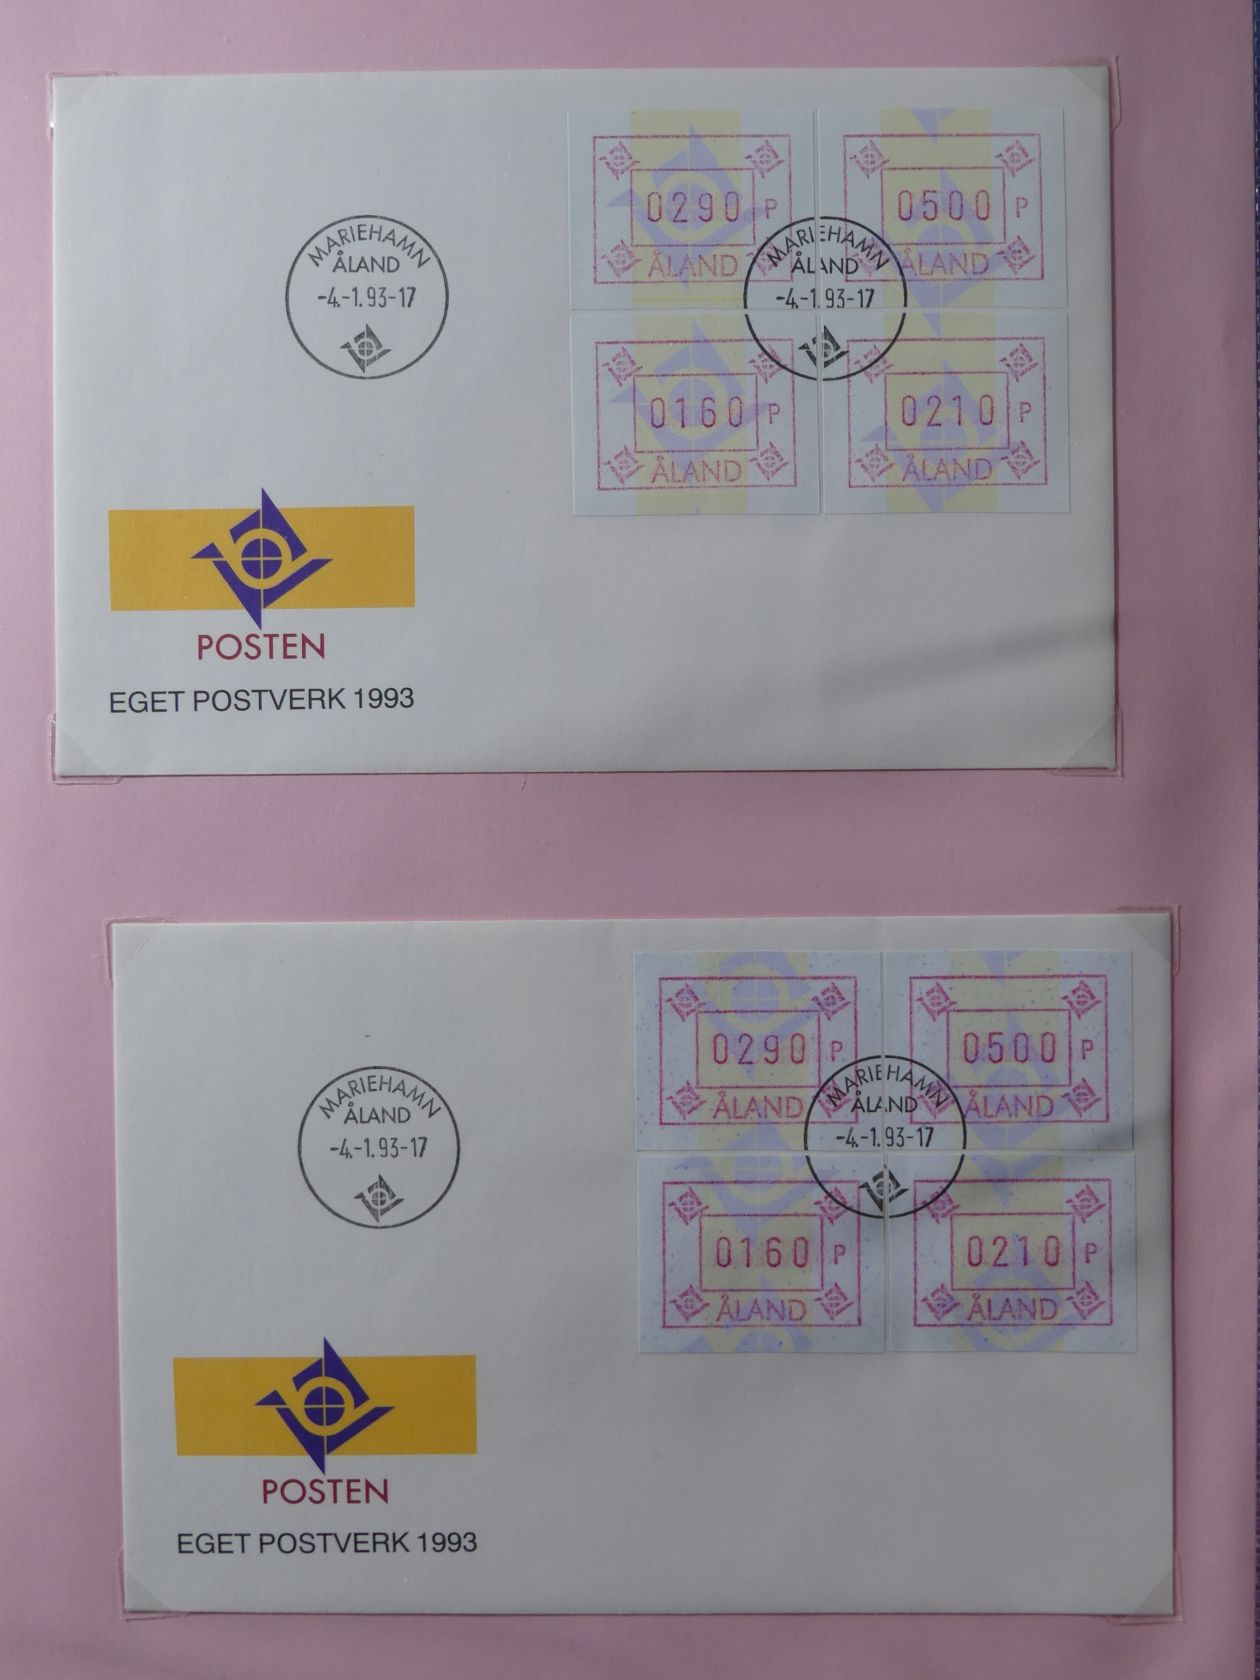 0290 P
0500 P
ÅLAND
ÅLAND
MARIEHAMN
ÅLAND
-4.-1.93-17
MARIEHAMN
ÅLAND
-4.-1.93-17
0160 P
0210 P
ÅLAND
ÅLAND
POSTEN
EGET POSTVERK 1993
0290 P
0500 P
ÅLAND
ÅLAND
MARIEHAMN
ÅLAND
-4.-1.93-17
MARIEHAMN
ÅLAND
-4.-1.93-17
0160 P
0210 P
ÅLAND
ÅLAND
POSTEN
EGET POSTVERK 1993